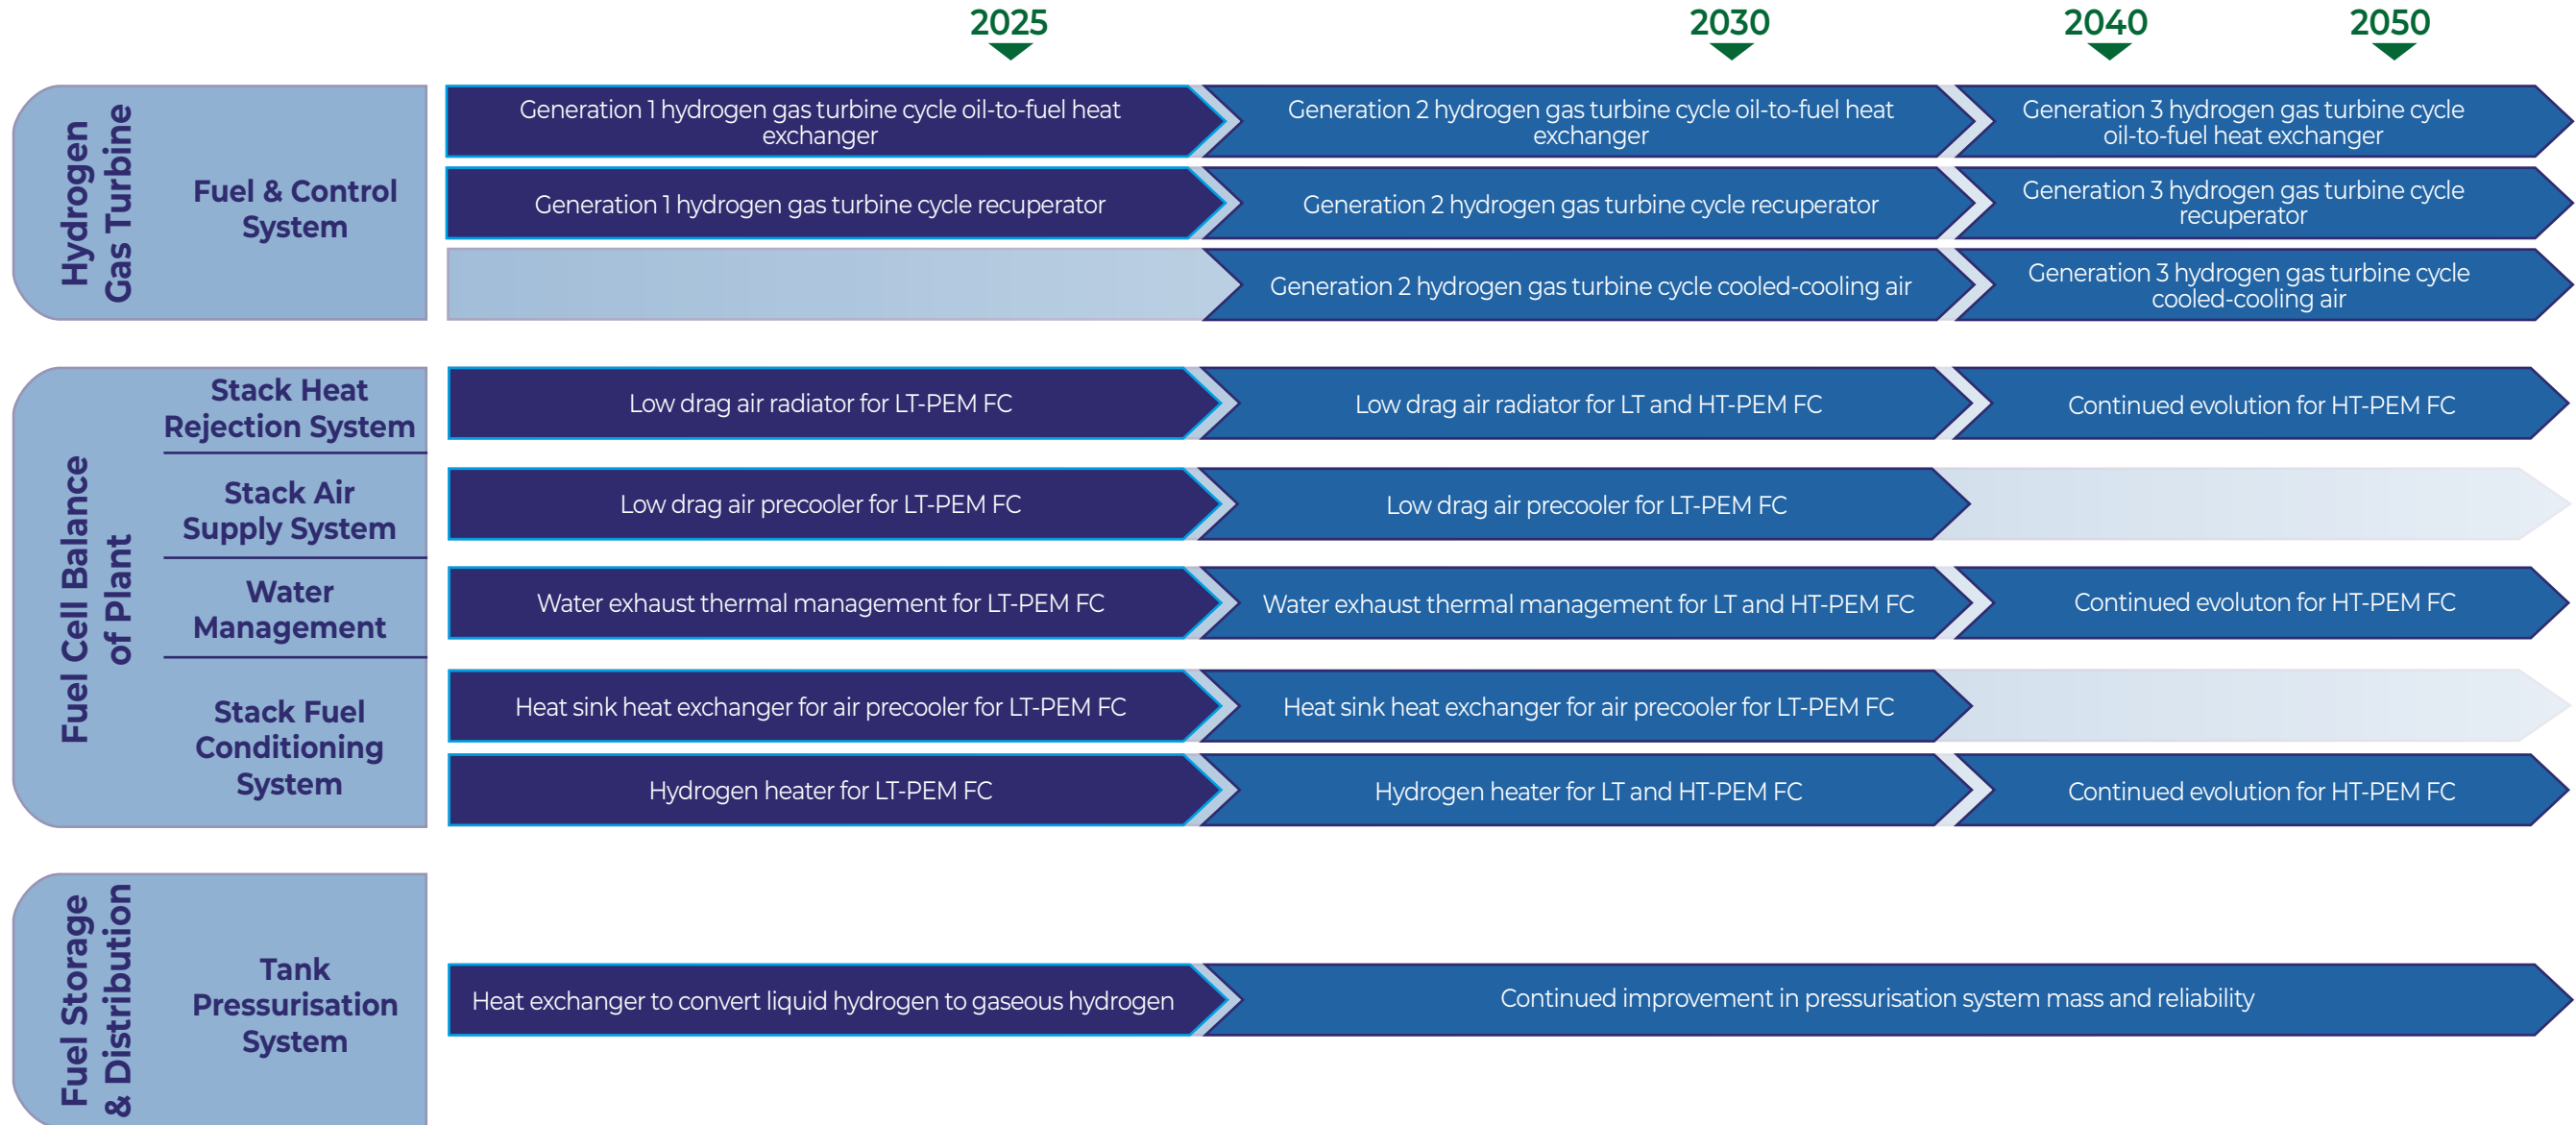 2025
2030
2040
2050
Hydrogen
Gas Turbine
Fuel & Control
System
Generation 1 hydrogen gas turbine cycle oil-to-fuel heat
exchanger
Generation 2 hydrogen gas turbine cycle oil-to-fuel heat
exchanger
Generation 3 hydrogen gas turbine cycle
oil-to-fuel heat exchanger
Generation 1 hydrogen gas turbine cycle recuperator
Generation 2 hydrogen gas turbine cycle recuperator
Generation 3 hydrogen gas turbine cycle
recuperator
Generation 2 hydrogen gas turbine cycle cooled-cooling air
Generation 3 hydrogen gas turbine cycle
cooled-cooling air
Fuel Cell Balance
of Plant
Stack Heat
Rejection System
Low drag air radiator for LT-PEM FC
Low drag air radiator for LT and HT-PEM FC
Continued evolution for HT-PEM FC
Stack Air
Supply System
Low drag air precooler for LT-PEM FC
Low drag air precooler for LT-PEM FC
Water
Management
Water exhaust thermal management for LT-PEM FC
Water exhaust thermal management for LT and HT-PEM FC
Continued evoluton for HT-PEM FC
Stack Fuel
Conditioning
System
Heat sink heat exchanger for air precooler for LT-PEM FC
Heat sink heat exchanger for air precooler for LT-PEM FC
Hydrogen heater for LT-PEM FC
Hydrogen heater for LT and HT-PEM FC
Continued evolution for HT-PEM FC
Fuel Storage
& Distribution
Tank
Pressurisation
System
Heat exchanger to convert liquid hydrogen to gaseous hydrogen
Continued improvement in pressurisation system mass and reliability